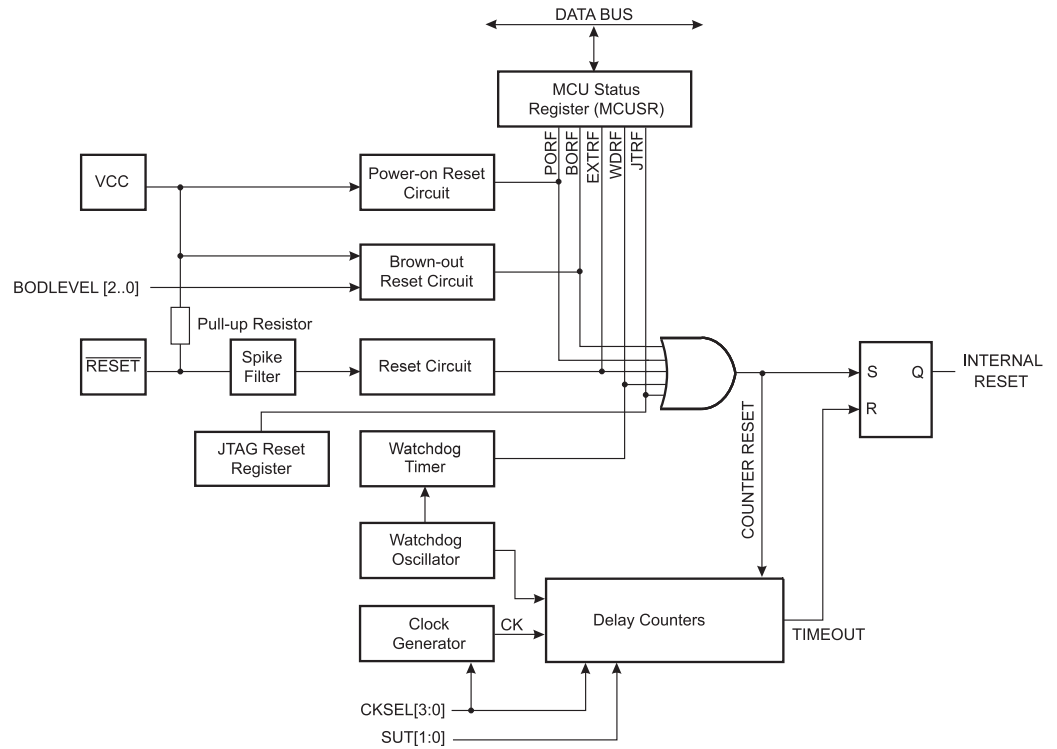 DATA BUS
MCU Status
Register (MCUSR)
PORF
BORF
EXTRF
WDRF
JTRF
VCC
Power-on Reset
Circuit
Brown-out
Reset Circuit
BODLEVEL [2..0]
Pull-up Resistor
RESET
Spike
Filter
Reset Circuit
S
Q
R
INTERNAL
RESET
COUNTER RESET
JTAG Reset
Register
Watchdog
Timer
Watchdog
Oscillator
Clock
Generator
CK
Delay Counters
TIMEOUT
CKSEL[3:0]
SUT[1:0]